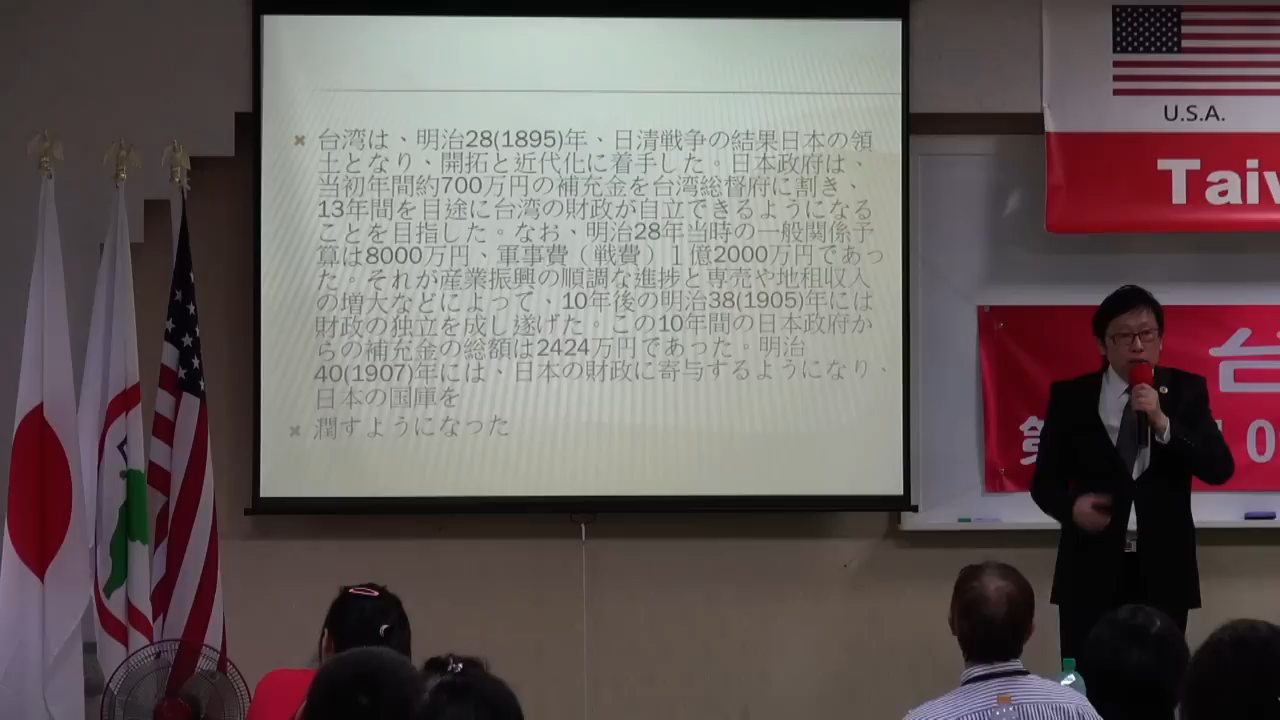 台湾は、明治28(1895)年、日清戦争の結果日本の領
土となり、開拓と近代化に着手した。日本政府は、
当初年間約700万円の補充金を台湾総督府に割き、
13年間を目途に台湾の財政が自立できるようになる
ことを目指した。なお、明治28年当時の一般関係予
算は8000万円、軍事費（戦費）１億2000万円であっ
た。それが産業振興の順調な進捗と専売や地租収入
の増大などによって、10年後の明治38(1905)年には
財政の独立を成し遂げた。この10年間の日本政府か
らの補充金の総額は2424万円であった。明治
40(1907)年には、日本の財政に寄与するようになり、
日本の国庫を
潤すようになった
U.S.A.
Taiw
台
第
0